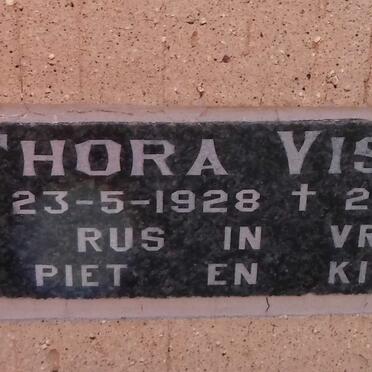 THORA VIS
23-5-1928 † 2
RUS IN VR
PIET EN KI